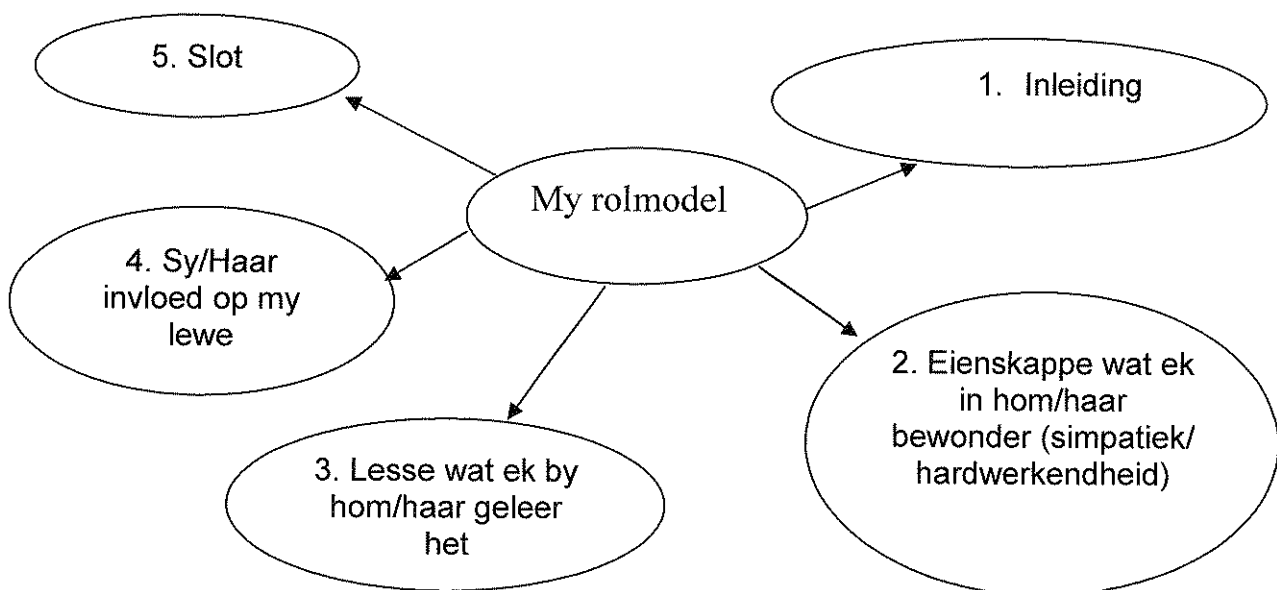 My rolmodel
1. Inleiding
2. Eienskappe wat ek
in hom/haar
bewonder (simpatiek/
hardwerkendheid)
3. Lesse wat ek by
hom/haar geleer
het
4. Sy/Haar
invloed op my
lewe
5. Slot